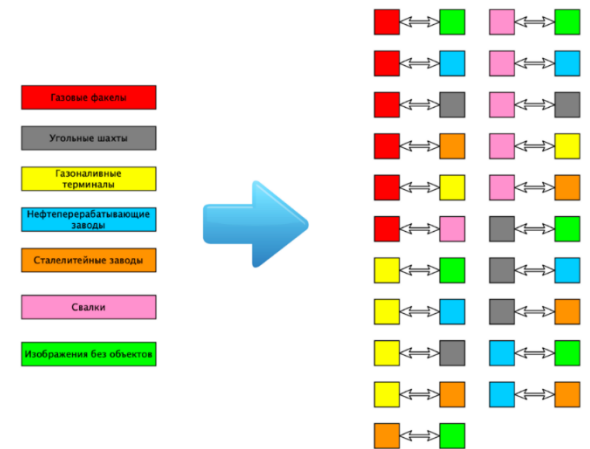 Газовые факелы
Угольные шахты
Газоналивные
терминалы
Нефтеперерабатывающие
заводы
Сталелитейные заводы
Свалки
Изображения без объектов